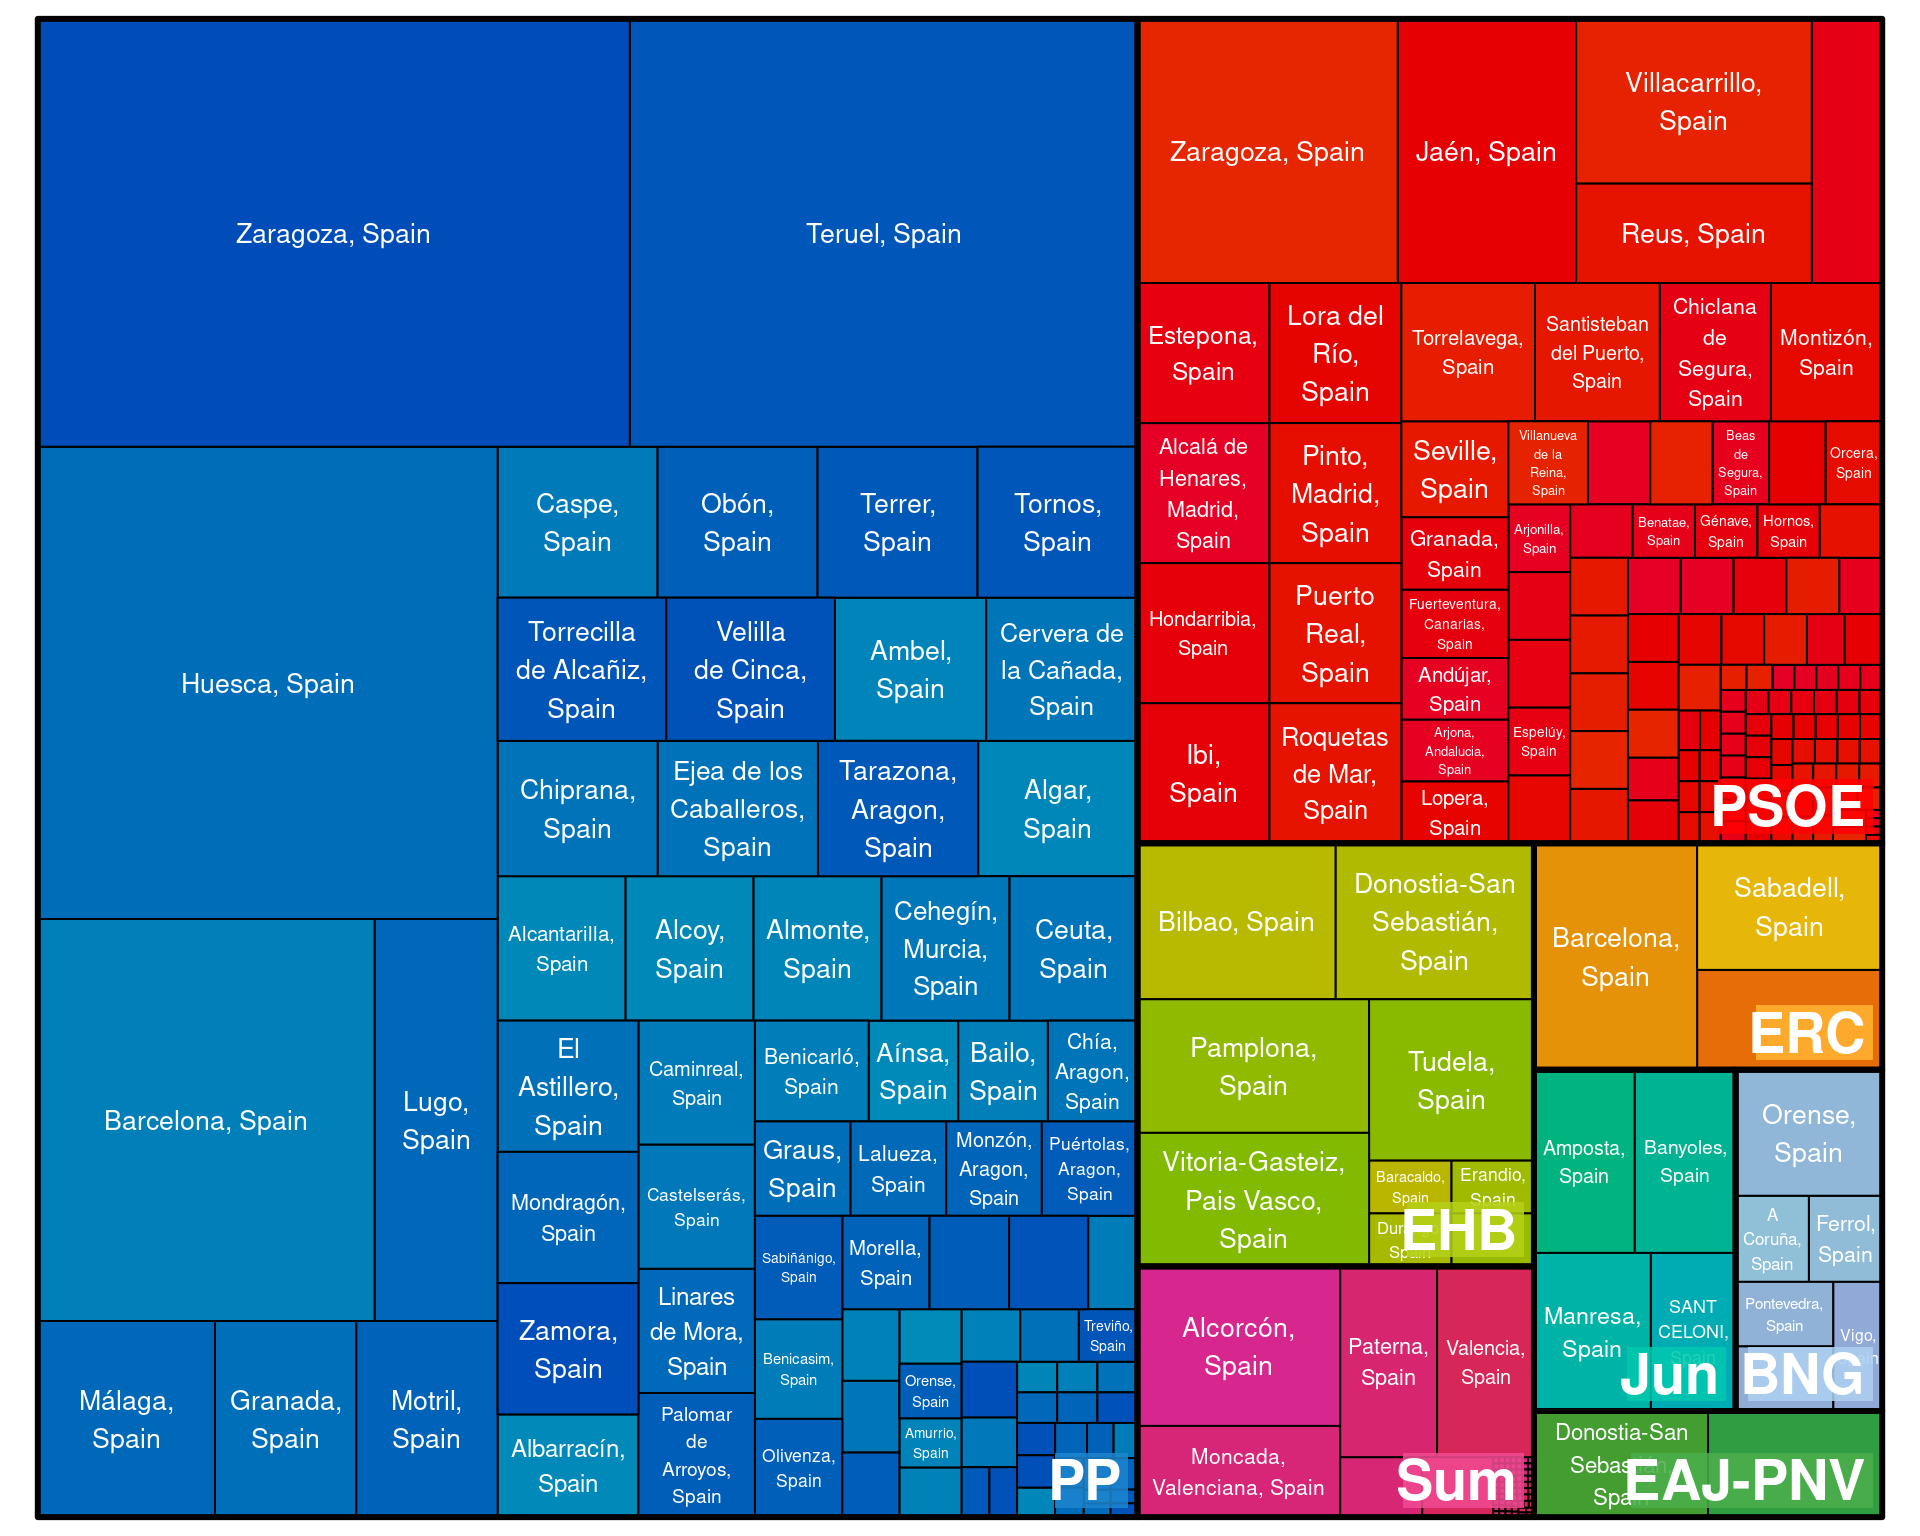 Zaragoza, Spain
Teruel, Spain
Huesca, Spain
Caspe,
Spain
Obón,
Spain
Terrer,
Spain
Tornos,
Spain
Torrecilla
de Alcañiz,
Spain
Velilla
de Cinca,
Spain
Ambel,
Spain
Cervera de
la Cañada,
Spain
Chiprana,
Spain
Ejea de los
Caballeros,
Spain
Tarazona,
Aragon,
Spain
Algar,
Spain
Alcantarilla,
Spain
Alcoy,
Spain
Almonte,
Spain
Cehegín,
Murcia,
Spain
Ceuta,
Spain
Barcelona, Spain
Lugo,
Spain
Málaga,
Spain
Granada,
Spain
Motril,
Spain
El
Astillero,
Spain
Mondragón,
Spain
Zamora,
Spain
Albarracín,
Spain
Caminreal,
Spain
Castelserás,
Spain
Linares
de Mora,
Spain
Palomar
de
Arroyos,
Spain
Benicarló,
Spain
Aínsa,
Spain
Bailo,
Spain
Chía,
Aragon,
Spain
Graus,
Spain
Lalueza,
Spain
Monzón,
Aragon,
Spain
Puértolas,
Aragon,
Spain
Sabiñánigo,
Spain
Morella,
Spain
Benicasim,
Spain
Olivenza,
Spain
Treviño,
Spain
Orense,
Spain
Amurrio,
Spain
PP
Zaragoza, Spain
Jaén, Spain
Villacarrillo,
Spain
Reus, Spain
Estepona,
Spain
Lora del
Río,
Spain
Torrelavega,
Spain
Santisteban
del Puerto,
Spain
Chiclana
de
Segura,
Spain
Montizón,
Spain
Alcalá de
Henares,
Madrid,
Spain
Pinto,
Madrid,
Spain
Seville,
Spain
Villanueva
de la
Reina,
Spain
Beas
de
Segura,
Spain
Orcera,
Spain
Granada,
Spain
Arjonilla,
Spain
Benatae,
Spain
Génave,
Spain
Hornos,
Spain
Hondarribia,
Spain
Puerto
Real,
Spain
Fuerteventura,
Canarias,
Spain
Andújar,
Spain
Arjona,
Andalucia,
Spain
Espelúy,
Spain
Lopera,
Spain
Ibi,
Spain
Roquetas
de Mar,
Spain
PSOE
Bilbao, Spain
Donostia-San
Sebastián,
Spain
Pamplona,
Spain
Tudela,
Spain
Vitoria-Gasteiz,
Pais Vasco,
Spain
Baracaldo,
Spain
Erandio,
Spain
Spain
EHB
Barcelona,
Spain
Sabadell,
Spain
ERC
Amposta,
Spain
Banyoles,
Spain
Manresa,
Spain
SANT
CELONI,
Spain
Jun
Orense,
Spain
A
Coruña,
Spain
Ferrol,
Spain
Pontevedra,
Spain
Vigo,
Spain
BNG
Alcorcón,
Spain
Paterna,
Spain
Valencia,
Spain
Moncada,
Valenciana, Spain
Sum
Donostia-San
Sebastián,
Spain
EAJ-PNV